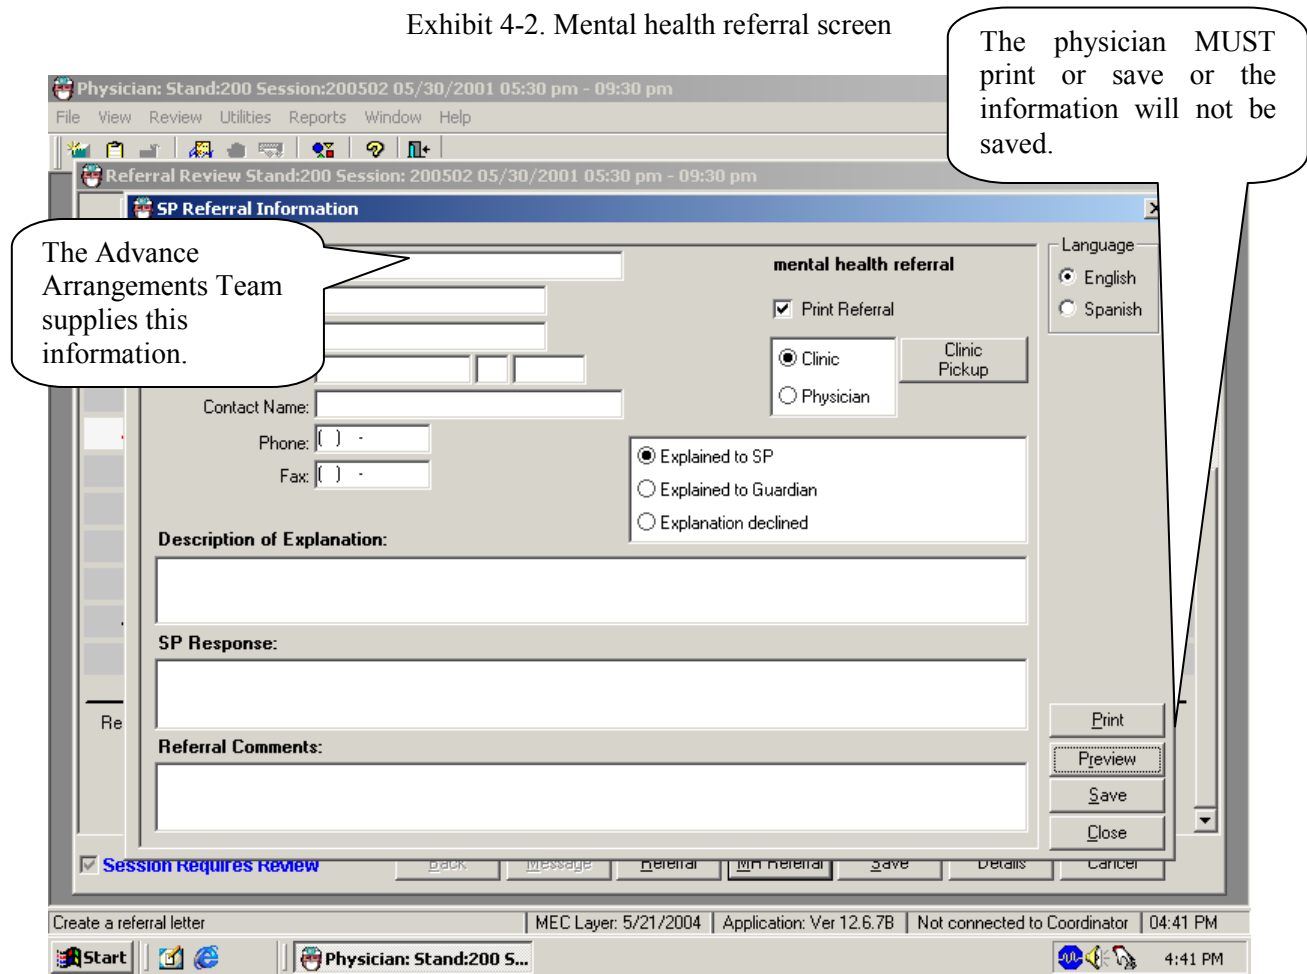 Exhibit 4-2. Mental health referral screen
The physician MUST
print or save or the
information will not be
saved.
Physician: Stand:200 Session:200502 05/30/2001 05:30 pm - 09:30 pm
File View Review Utilities Reports Window Help
Referral Review Stand:200 Session: 200502 05/30/2001 05:30 pm - 09:30 pm
SP Referral Information
The Advance
Arrangements Team
supplies this
information.
mental health referral
Print Referral
Clinic
Physician
Clinic
Pickup
Language
English
Spanish
Contact Name:
Phone: ( ) -
Fax: ( ) -
Explained to SP
Explained to Guardian
Explanation declined
Description of Explanation:
SP Response:
Re
Referral Comments:
Print
Preview
Save
Close
Session Requires Review
Back Message Referral MH Referral Save Details Cancel
Create a referral letter MEC Layer: 5/21/2004 Application: Ver 12.6.7B Not connected to Coordinator 04:41 PM
Start Physician: Stand:200 S... 4:41 PM